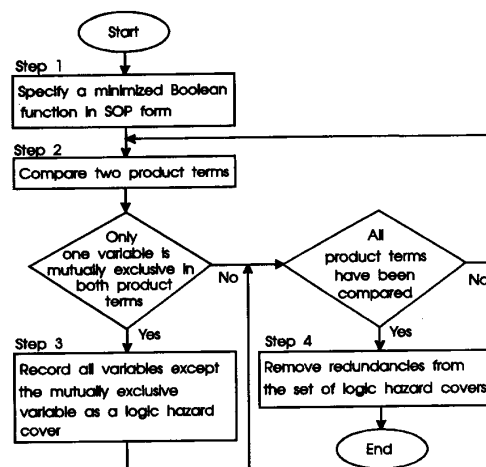 Start
Step 1
Specify a minimized Boolean
function in SOP form
Step 2
Compare two product terms
Only
one variable is
mutually exclusive in
both product
terms
No
Yes
All
product terms
have been
compared
No
Yes
Step 3
Record all variables except
the mutually exclusive
variable as a logic hazard
cover
Step 4
Remove redundancies from
the set of logic hazard covers
End